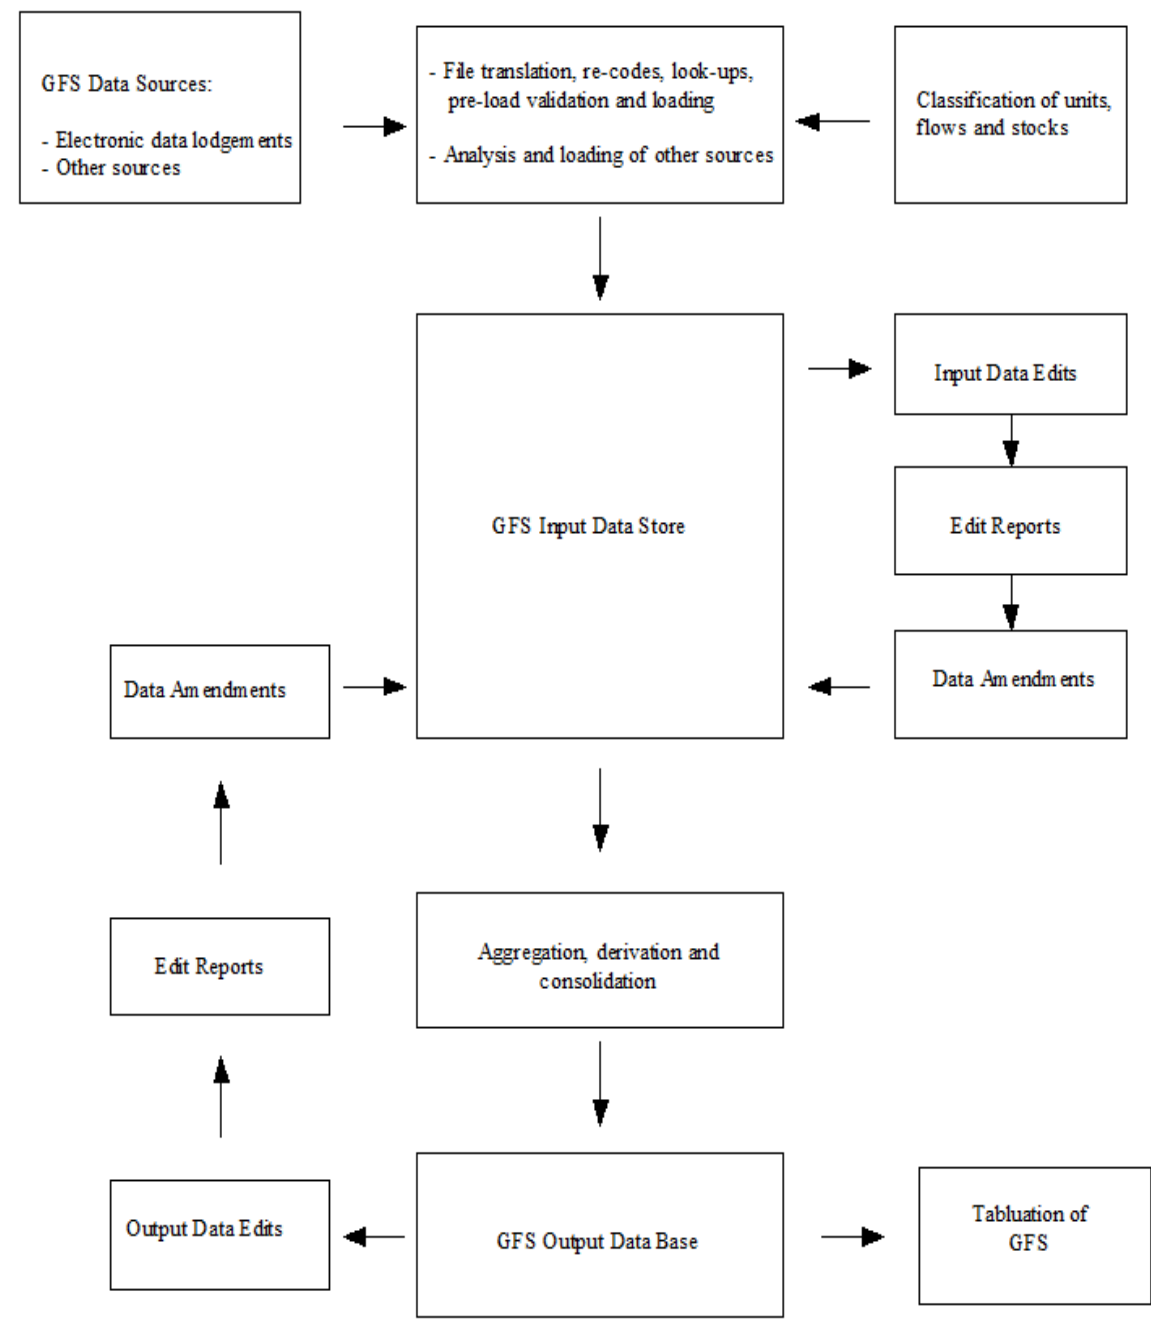 GFS Data Sources:
- Electronic data lodgements
- Other sources
- File translation, re-codes, look-ups,
pre-load validation and loading
- Analysis and loading of other sources
Classification of units,
flows and stocks
GFS Input Data Store
Input Data Edits
Edit Reports
Data Amendments
Data Amendments
Edit Reports
Aggregation, derivation and
consolidation
Output Data Edits
GFS Output Data Base
Tabluation of
GFS